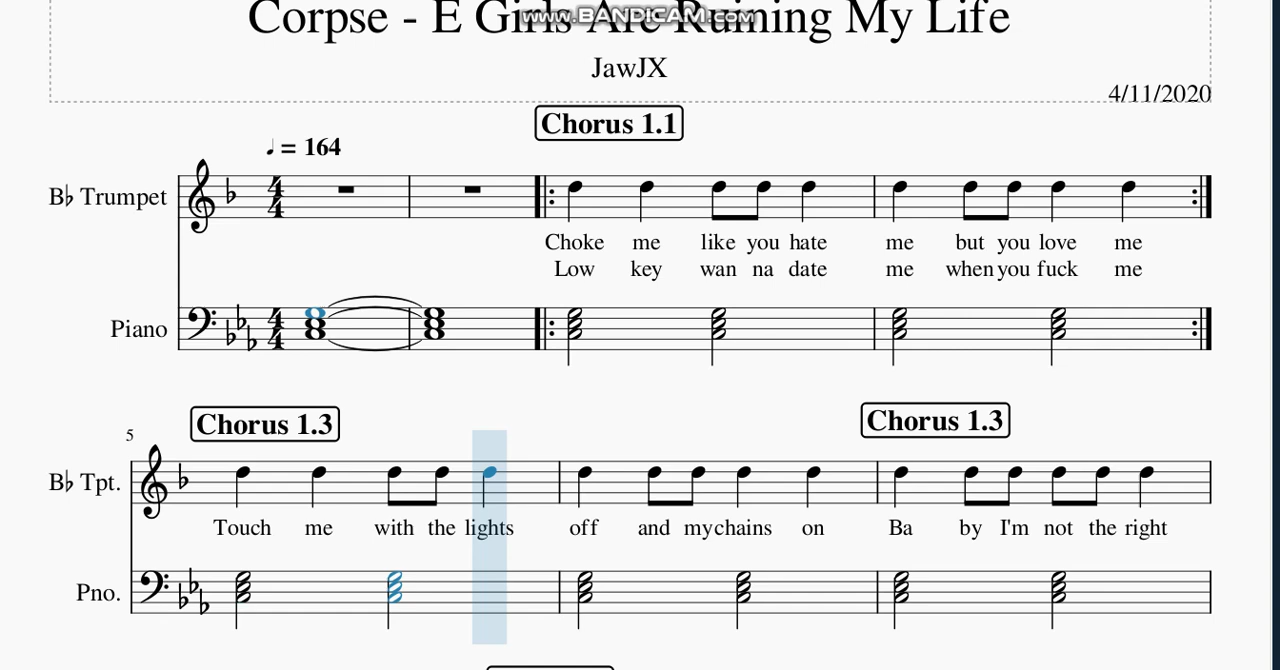 www.BANDICAM.com
Corpse - E Girls Are Ruining My Life
JawJX
4/11/2020
Chorus 1.1
♩ = 164
B♭ Trumpet
Choke me like you hate me but you love me
Low key wan na date me when you fuck me
Piano
Chorus 1.3 Chorus 1.3
5
B♭ Tpt.
Touch me with the lights off and my chains on Ba by I'm not the right
Pno.